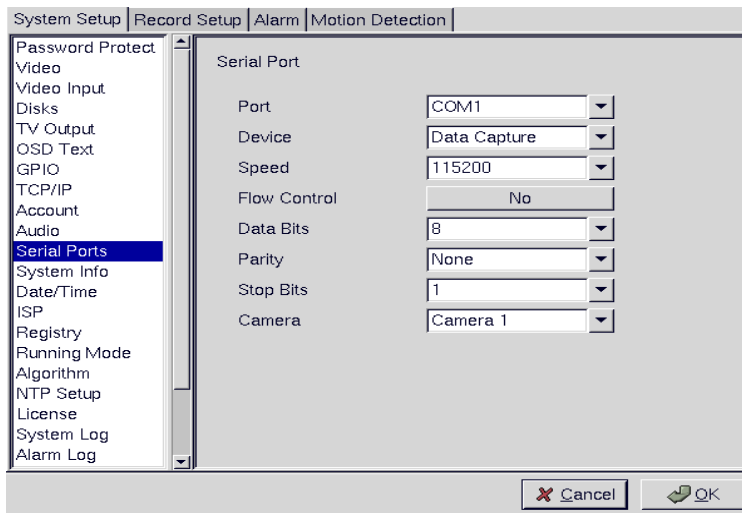 System Setup Record Setup Alarm Motion Detection
Password Protect
Video
Video Input
Disks
TV Output
OSD Text
GPIO
TCP/IP
Account
Audio
Serial Ports
System Info
Date/Time
ISP
Registry
Running Mode
Algorithm
NTP Setup
License
System Log
Alarm Log
Serial Port
Port COM1
Device Data Capture
Speed 115200
Flow Control No
Data Bits 8
Parity None
Stop Bits 1
Camera Camera 1
Cancel OK